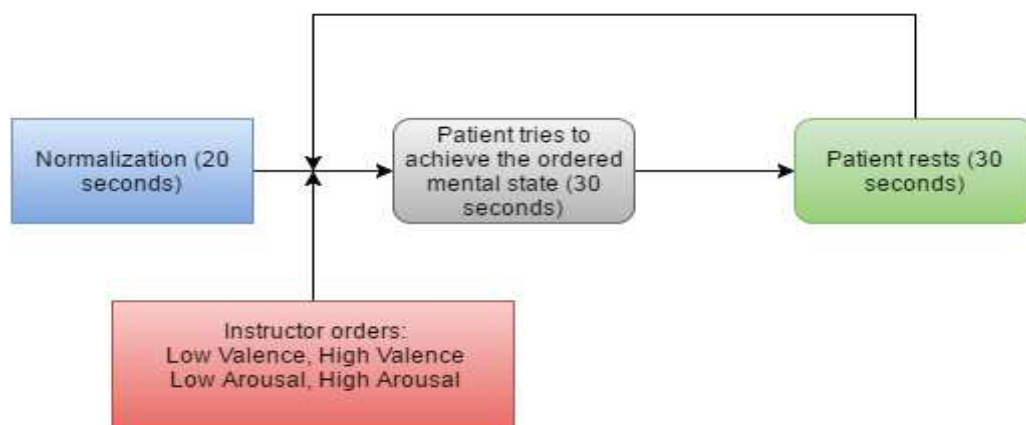 Normalization (20
seconds)
Patient tries to
achieve the ordered
mental state (30
seconds)
Patient rests (30
seconds)
Instructor orders:
Low Valence, High Valence
Low Arousal, High Arousal